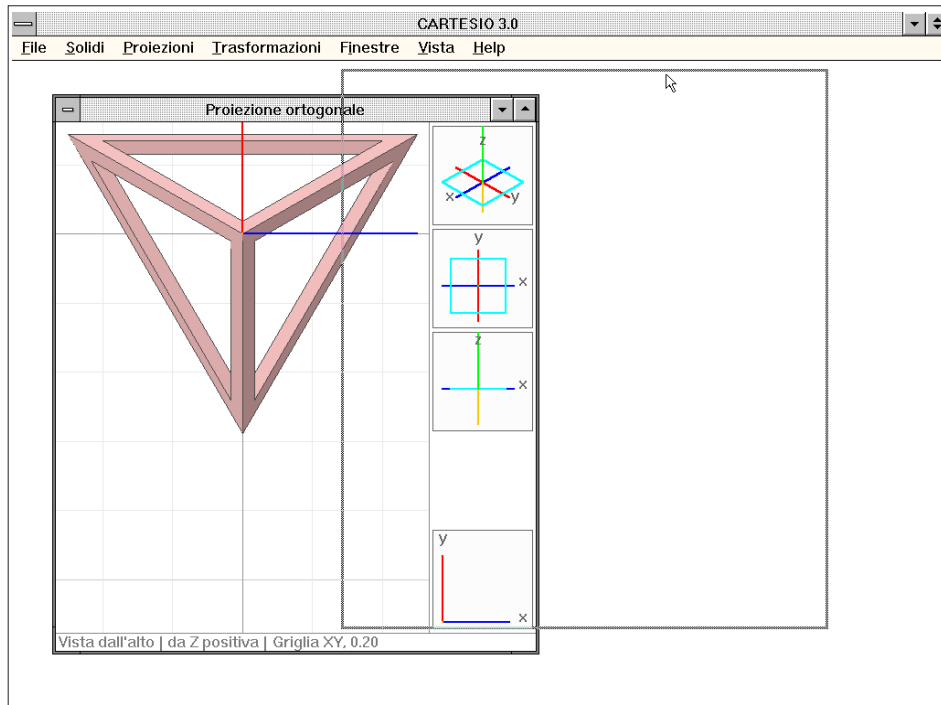 CARTESIO 3.0
File Solidi Proiezioni Trasformazioni Finestre Vista Help
Proiezione ortogonale
z
x
y
y
x
z
x
y
x
Vista dall'alto | da Z positiva | Griglia XY, 0.20